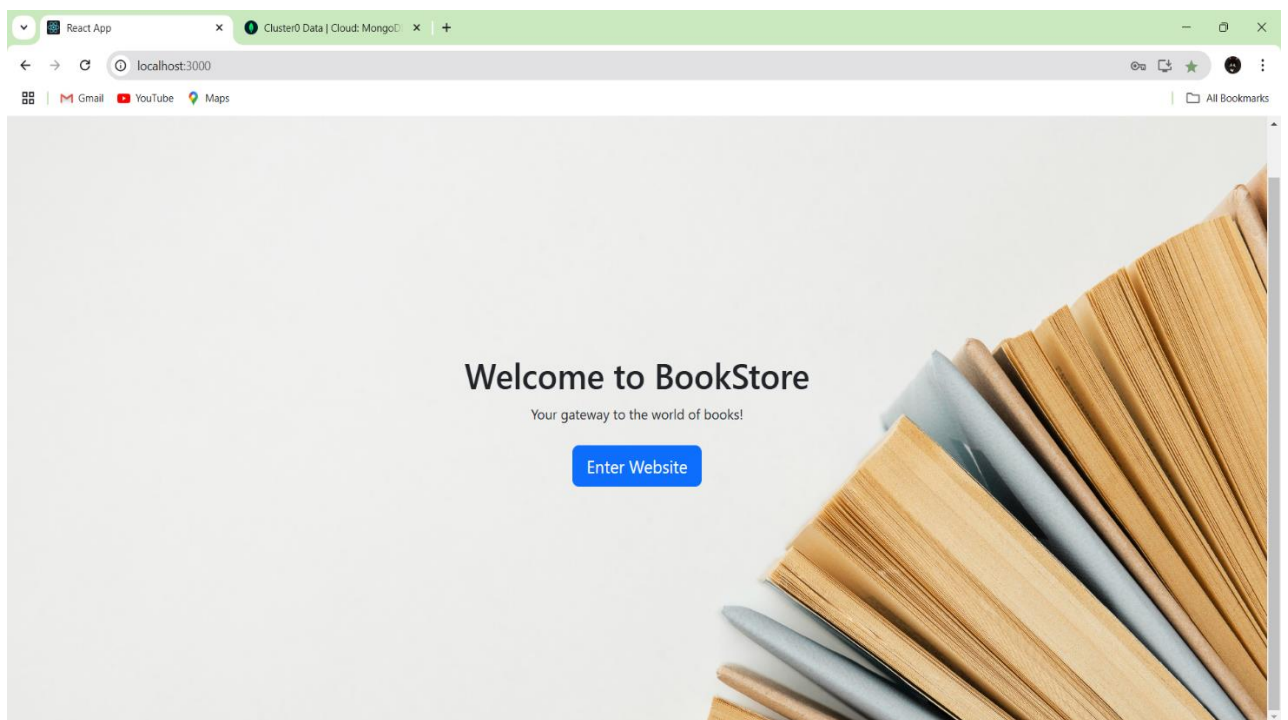 React App
Cluster0 Data | Cloud: MongoD
localhost:3000
Gmail
YouTube
Maps
All Bookmarks
Welcome to BookStore
Your gateway to the world of books!
Enter Website